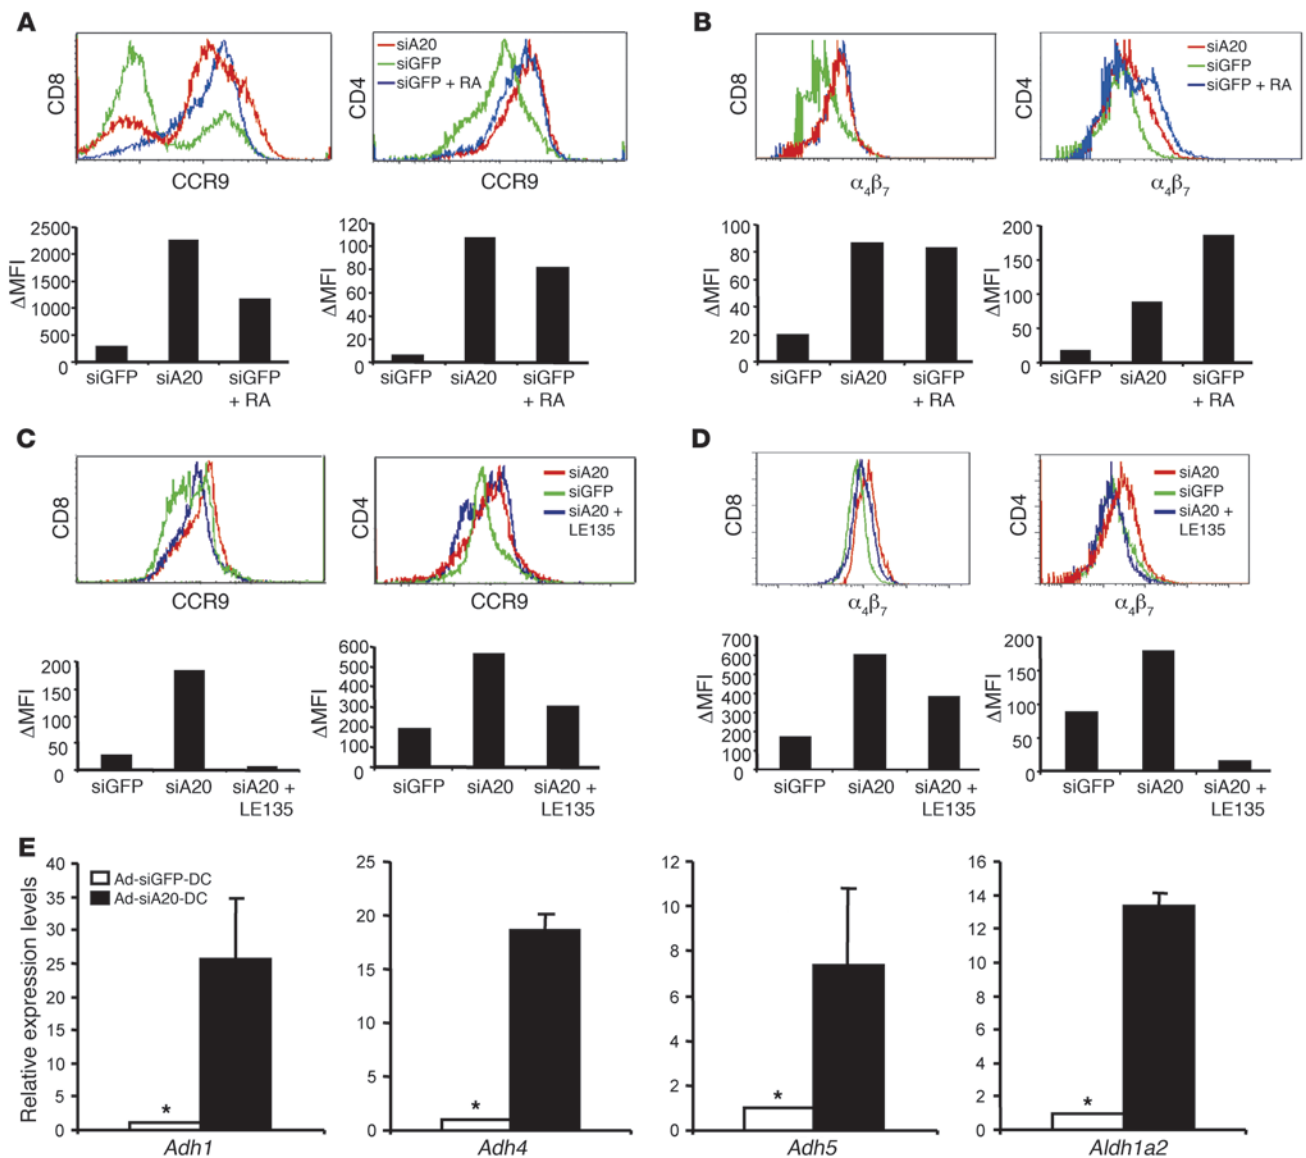 A
B
CD8
CCR9
CD4
siA20
siGFP
siGFP + RA
CCR9
CD8
α4β7
CD4
siA20
siGFP
siGFP + RA
α4β7
ΔMFI
2500
2000
1500
1000
500
0
siGFP
siA20
siGFP
+ RA
ΔMFI
120
100
80
60
40
20
0
siGFP
siA20
siGFP
+ RA
ΔMFI
100
80
60
40
20
0
siGFP
siA20
siGFP
+ RA
ΔMFI
200
150
100
50
0
siGFP
siA20
siGFP
+ RA
C
D
CD8
CCR9
CD4
siA20
siGFP
siA20 +
LE135
CCR9
CD8
α4β7
CD4
siA20
siGFP
siA20 +
LE135
α4β7
ΔMFI
200
150
100
50
0
siGFP
siA20
siA20 +
LE135
ΔMFI
600
500
400
300
200
100
0
siGFP
siA20
siA20 +
LE135
ΔMFI
700
600
500
400
300
200
100
0
siGFP
siA20
siA20 +
LE135
ΔMFI
200
150
100
50
0
siGFP
siA20
siA20 +
LE135
E
Relative expression levels
Ad-siGFP-DC
Ad-siA20-DC
40
35
30
25
20
15
10
5
0
*
Adh1
25
20
15
10
5
0
*
Adh4
12
10
8
6
4
2
0
*
Adh5
16
14
12
10
8
6
4
2
0
*
Aldh1a2